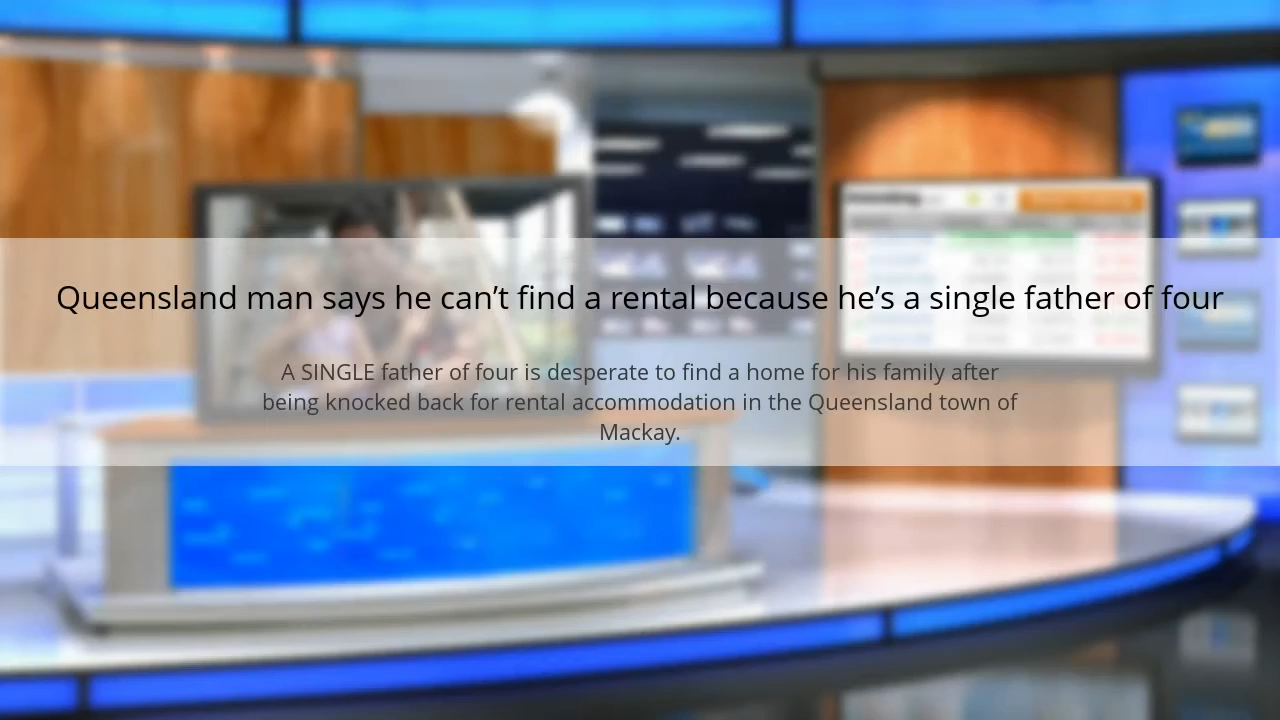 Queensland man says he can’t find a rental because he’s a single father of four
A SINGLE father of four is desperate to find a home for his family after
being knocked back for rental accommodation in the Queensland town of
Mackay.